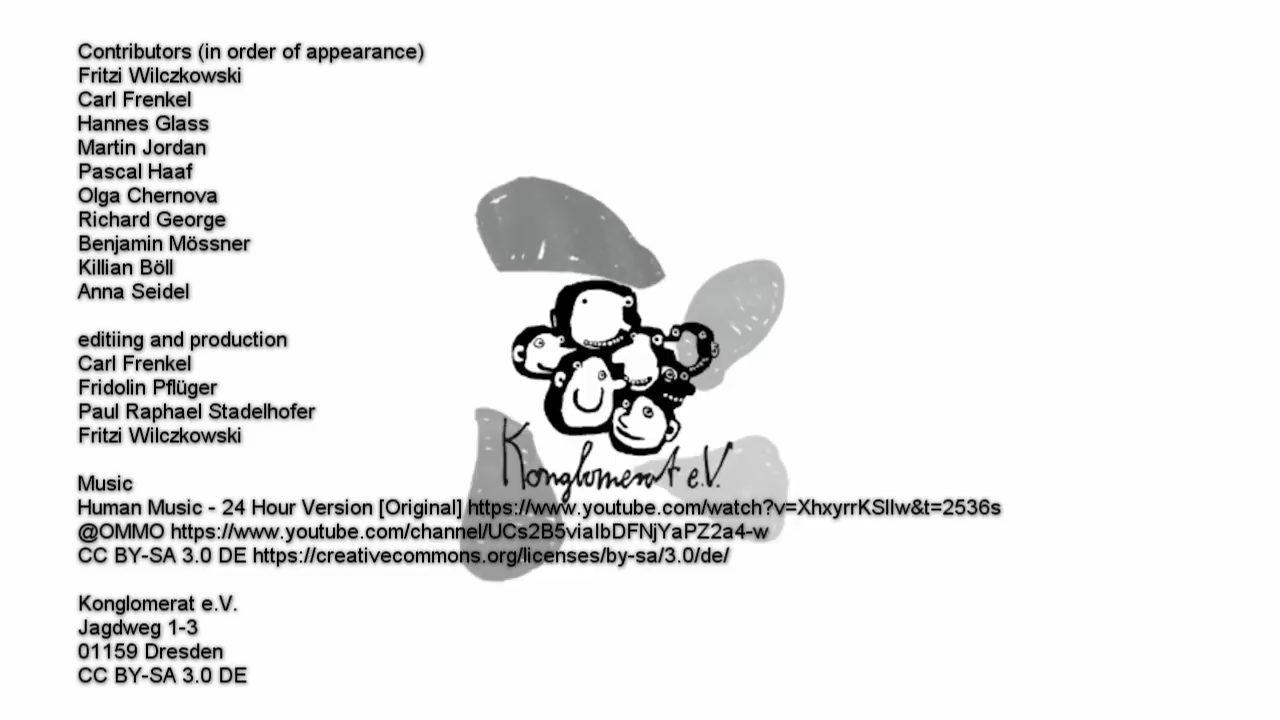 Contributors (in order of appearance)
Fritzi Wilczkowski
Carl Frenkel
Hannes Glass
Martin Jordan
Pascal Haaf
Olga Chernova
Richard George
Benjamin Mössner
Killian Böll
Anna Seidel
editiing and production
Carl Frenkel
Fridolin Pflüger
Paul Raphael Stadelhofer
Fritzi Wilczkowski
Konglomerat e.V.
Music
Human Music - 24 Hour Version [Original] https://www.youtube.com/watch?v=XhxyrrKSlIw&t=2536s
@OMMO https://www.youtube.com/channel/UCs2B5viaIbDFNjYaPZ2a4-w
CC BY-SA 3.0 DE https://creativecommons.org/licenses/by-sa/3.0/de/
Konglomerat e.V.
Jagdweg 1-3
01159 Dresden
CC BY-SA 3.0 DE